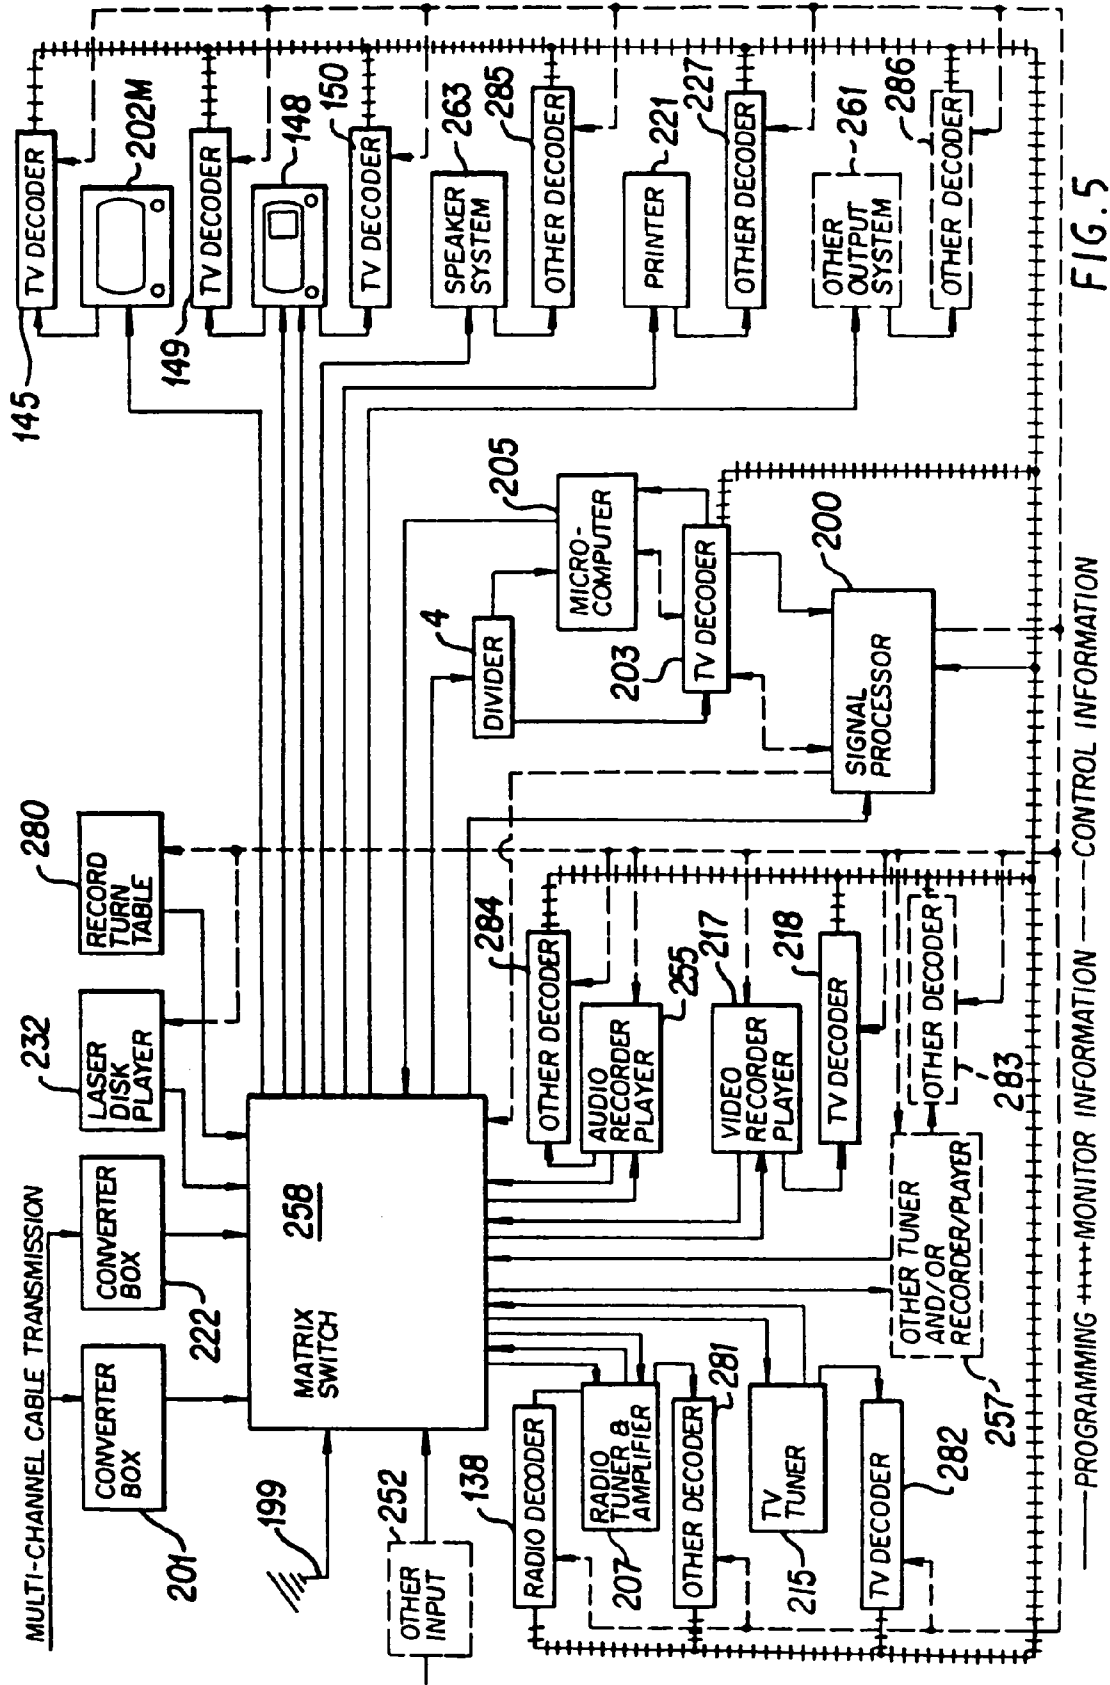 MULTI-CHANNEL CABLE TRANSMISSION
CONVERTER
BOX
201
CONVERTER
BOX
222
LASER
DISK
PLAYER
232
RECORD
TURN
TABLE
280
199
OTHER
INPUT
252
MATRIX
SWITCH
258
RADIO DECODER
138
RADIO
TUNER &
AMPLIFIER
207
OTHER DECODER
281
TV
TUNER
215
TV DECODER
282
OTHER TUNER
AND/OR
RECORDER/PLAYER
257
OTHER DECODER
283
OTHER DECODER
284
AUDIO
RECORDER
PLAYER
255
VIDEO
RECORDER
PLAYER
217
TV DECODER
218
DIVIDER
4
MICRO-
COMPUTER
205
TV DECODER
203
SIGNAL
PROCESSOR
200
TV DECODER
145
202M
TV DECODER
149
148
TV DECODER
150
SPEAKER
SYSTEM
263
OTHER DECODER
285
PRINTER
221
OTHER DECODER
227
OTHER
OUTPUT
SYSTEM
261
OTHER DECODER
286
PROGRAMMING MONITOR INFORMATION CONTROL INFORMATION
FIG. 5